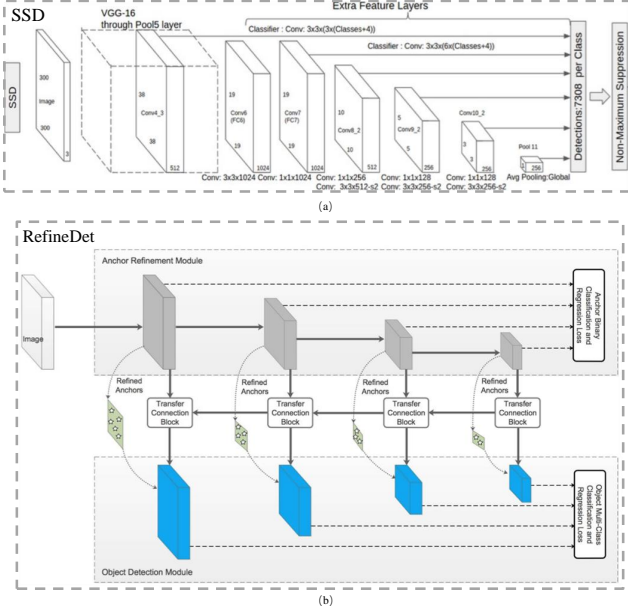 SSD
VGG-16
through Pool5 layer
Extra Feature Layers
Classifier : Conv: 3x3x(3x(Classes+4))
Classifier : Conv: 3x3x(6x(Classes+4))
SSD
300
Image
300
3
38
Conv4_3
38
512
19
Conv6
(FC6)
19
1024
19
Conv7
(FC7)
19
1024
10
Conv8_2
10
512
5
Conv9_2
5
256
Conv10_2
3
3
256
Pool 11
1
256
Conv: 3x3x1024
Conv: 1x1x1024
Conv: 1x1x256
Conv: 3x3x512-s2
Conv: 1x1x128
Conv: 3x3x256-s2
Conv: 1x1x128
Conv: 3x3x256-s2
Avg Pooling:Global
Detections:7308 per Class
Non-Maximum Suppression
(a)
RefineDet
Anchor Refinement Module
Image
Anchor Binary
Classification and
Regression Loss
Refined
Anchors
Refined
Anchors
Refined
Anchors
Refined
Anchors
Transfer
Connection
Block
Transfer
Connection
Block
Transfer
Connection
Block
Transfer
Connection
Block
Object Multi-Class
Classification and
Regression Loss
Object Detection Module
(b)